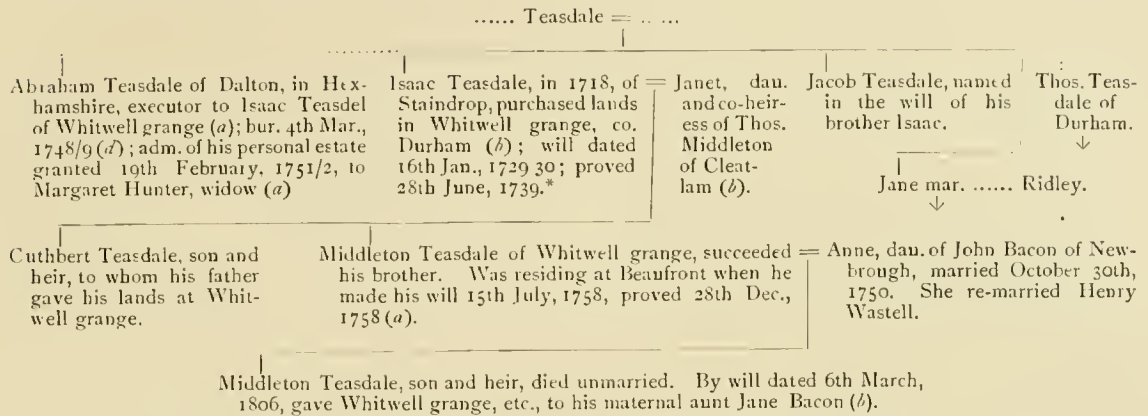 ...... Teasdale = .. ...
Abraham Teasdale of Dalton, in Hex-
hamshire, executor to Isaac Teasdel
of Whitwell grange (a); bur. 4th Mar.,
1748/9 (d); adm. of his personal estate
granted 19th February, 1751/2, to
Margaret Hunter, widow (a)
Isaac Teasdale, in 1718, of
Staindrop, purchased lands
in Whitwell grange, co.
Durham (b); will dated
16th Jan., 1729 30; proved
28th June, 1739.*
= Janet, dau.
and co-heir-
ess of Thos.
Middleton
of Cleat-
lam (b).
Jacob Teasdale, named
in the will of his
brother Isaac.
Thos. Teas-
dale of
Durham.
↓
Jane mar. ...... Ridley.
↓
Cuthbert Teasdale, son and
heir, to whom his father
gave his lands at Whit-
well grange.
Middleton Teasdale of Whitwell grange, succeeded
his brother. Was residing at Beaufront when he
made his will 15th July, 1758, proved 28th Dec.,
1758 (a).
= Anne, dau. of John Bacon of New-
brough, married October 30th,
1750. She re-married Henry
Wastell.
Middleton Teasdale, son and heir, died unmarried. By will dated 6th March,
1806, gave Whitwell grange, etc., to his maternal aunt Jane Bacon (b).